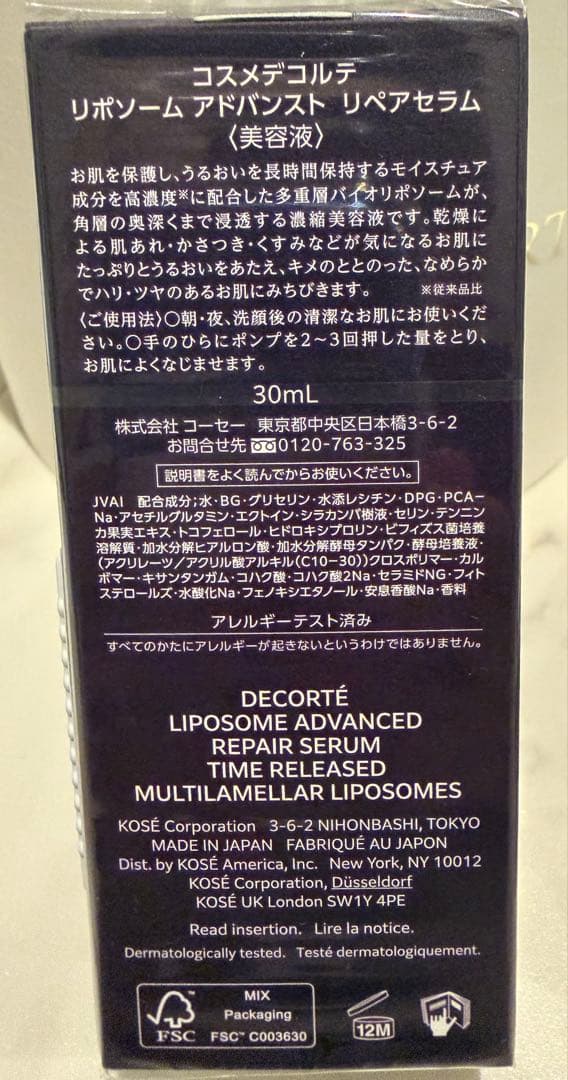 コスメデコルテ
リポソーム アドバンスト リペアセラム
〈美容液〉
お肌を保護し、うるおいを長時間保持するモイスチュア
成分を高濃度※に配合した多重層バイオリポソームが、
角層の奥深くまで浸透する濃縮美容液です。乾燥に
よる肌あれ・かさつき・くすみなどが気になるお肌に
たっぷりとうるおいをあたえ、キメのととのった、なめらか
でハリ・ツヤのあるお肌にみちびきます。 ※従来品比
〈ご使用法〉○朝・夜、洗顔後の清潔なお肌にお使いくだ
さい。○手のひらにポンプを2～3回押した量をとり、
お肌によくなじませます。
30mL
株式会社 コーセー 東京都中央区日本橋3-6-2
お問合せ先 0120-763-325
説明書をよく読んでからお使いください。
JVAI 配合成分;水・BG・グリセリン・水添レシチン・DPG・PCA-
Na・アセチルグルタミン・エクトイン・シラカンバ樹液・セリン・テンニン
カ果実エキス・トコフェロール・ヒドロキシプロリン・ビフィズス菌培養
溶解質・加水分解ヒアルロン酸・加水分解酵母タンパク・酵母培養液・
(アクリレーツ/アクリル酸アルキル(C10-30))クロスポリマー・カル
ボマー・キサンタンガム・コハク酸・コハク酸2Na・セラミドNG・フィト
ステロールズ・水酸化Na・フェノキシエタノール・安息香酸Na・香料
アレルギーテスト済み
すべてのかたにアレルギーが起きないというわけではありません。
DECORTÉ
LIPOSOME ADVANCED
REPAIR SERUM
TIME RELEASED
MULTILAMELLAR LIPOSOMES
KOSÉ Corporation 3-6-2 NIHONBASHI, TOKYO
MADE IN JAPAN FABRIQUÉ AU JAPON
Dist. by KOSÉ America, Inc. New York, NY 10012
KOSÉ Corporation, Düsseldorf
KOSÉ UK London SW1Y 4PE
Read insertion. Lire la notice.
Dermatologically tested. Testé dermatologiquement.
FSC
MIX
Packaging
FSC™ C003630
12M